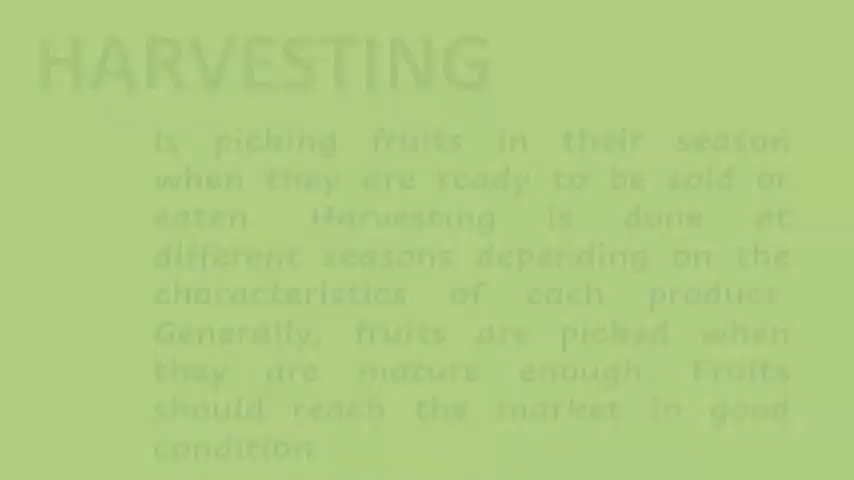 HARVESTING
Is picking fruits in their season
when they are ready to be sold or
eaten. Harvesting is done at
different seasons depending on the
characteristics of each product.
Generally, fruits are picked when
they are mature enough. Fruits
should reach the market in good
condition.